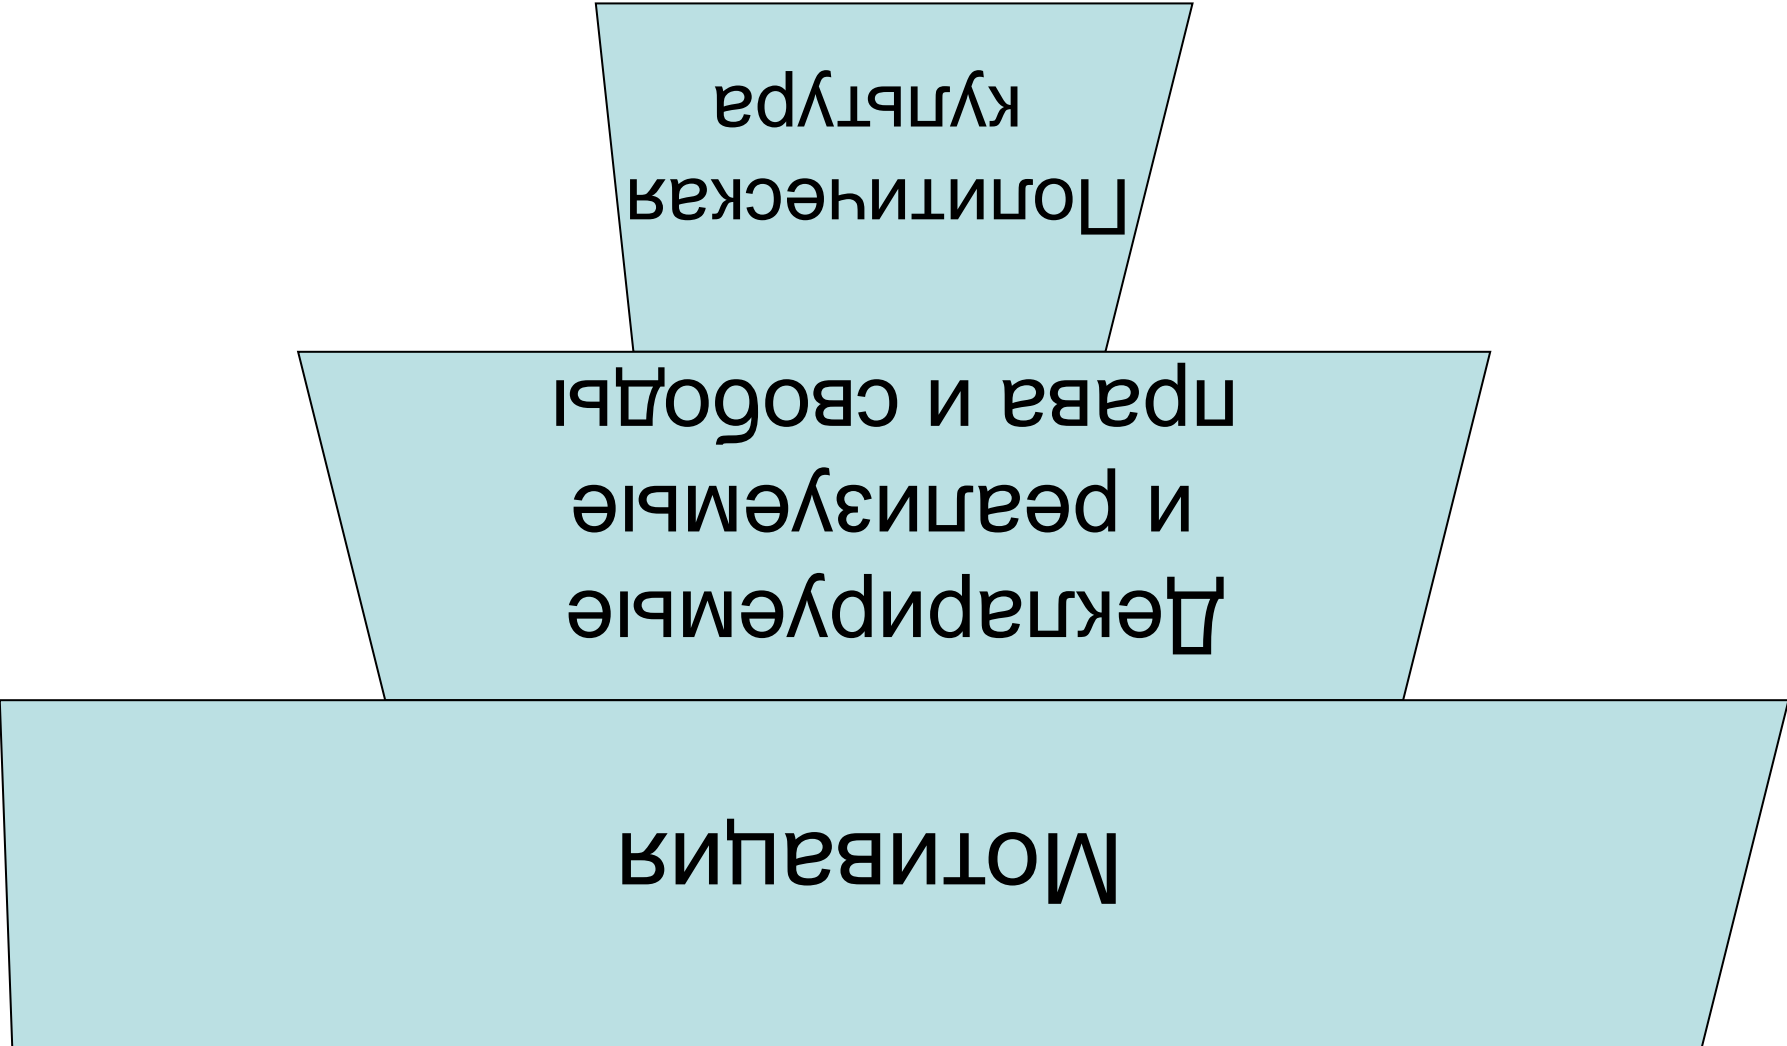 Мотивация
Декларируемые
и реализуемые
права и свободы
Политическая
культура